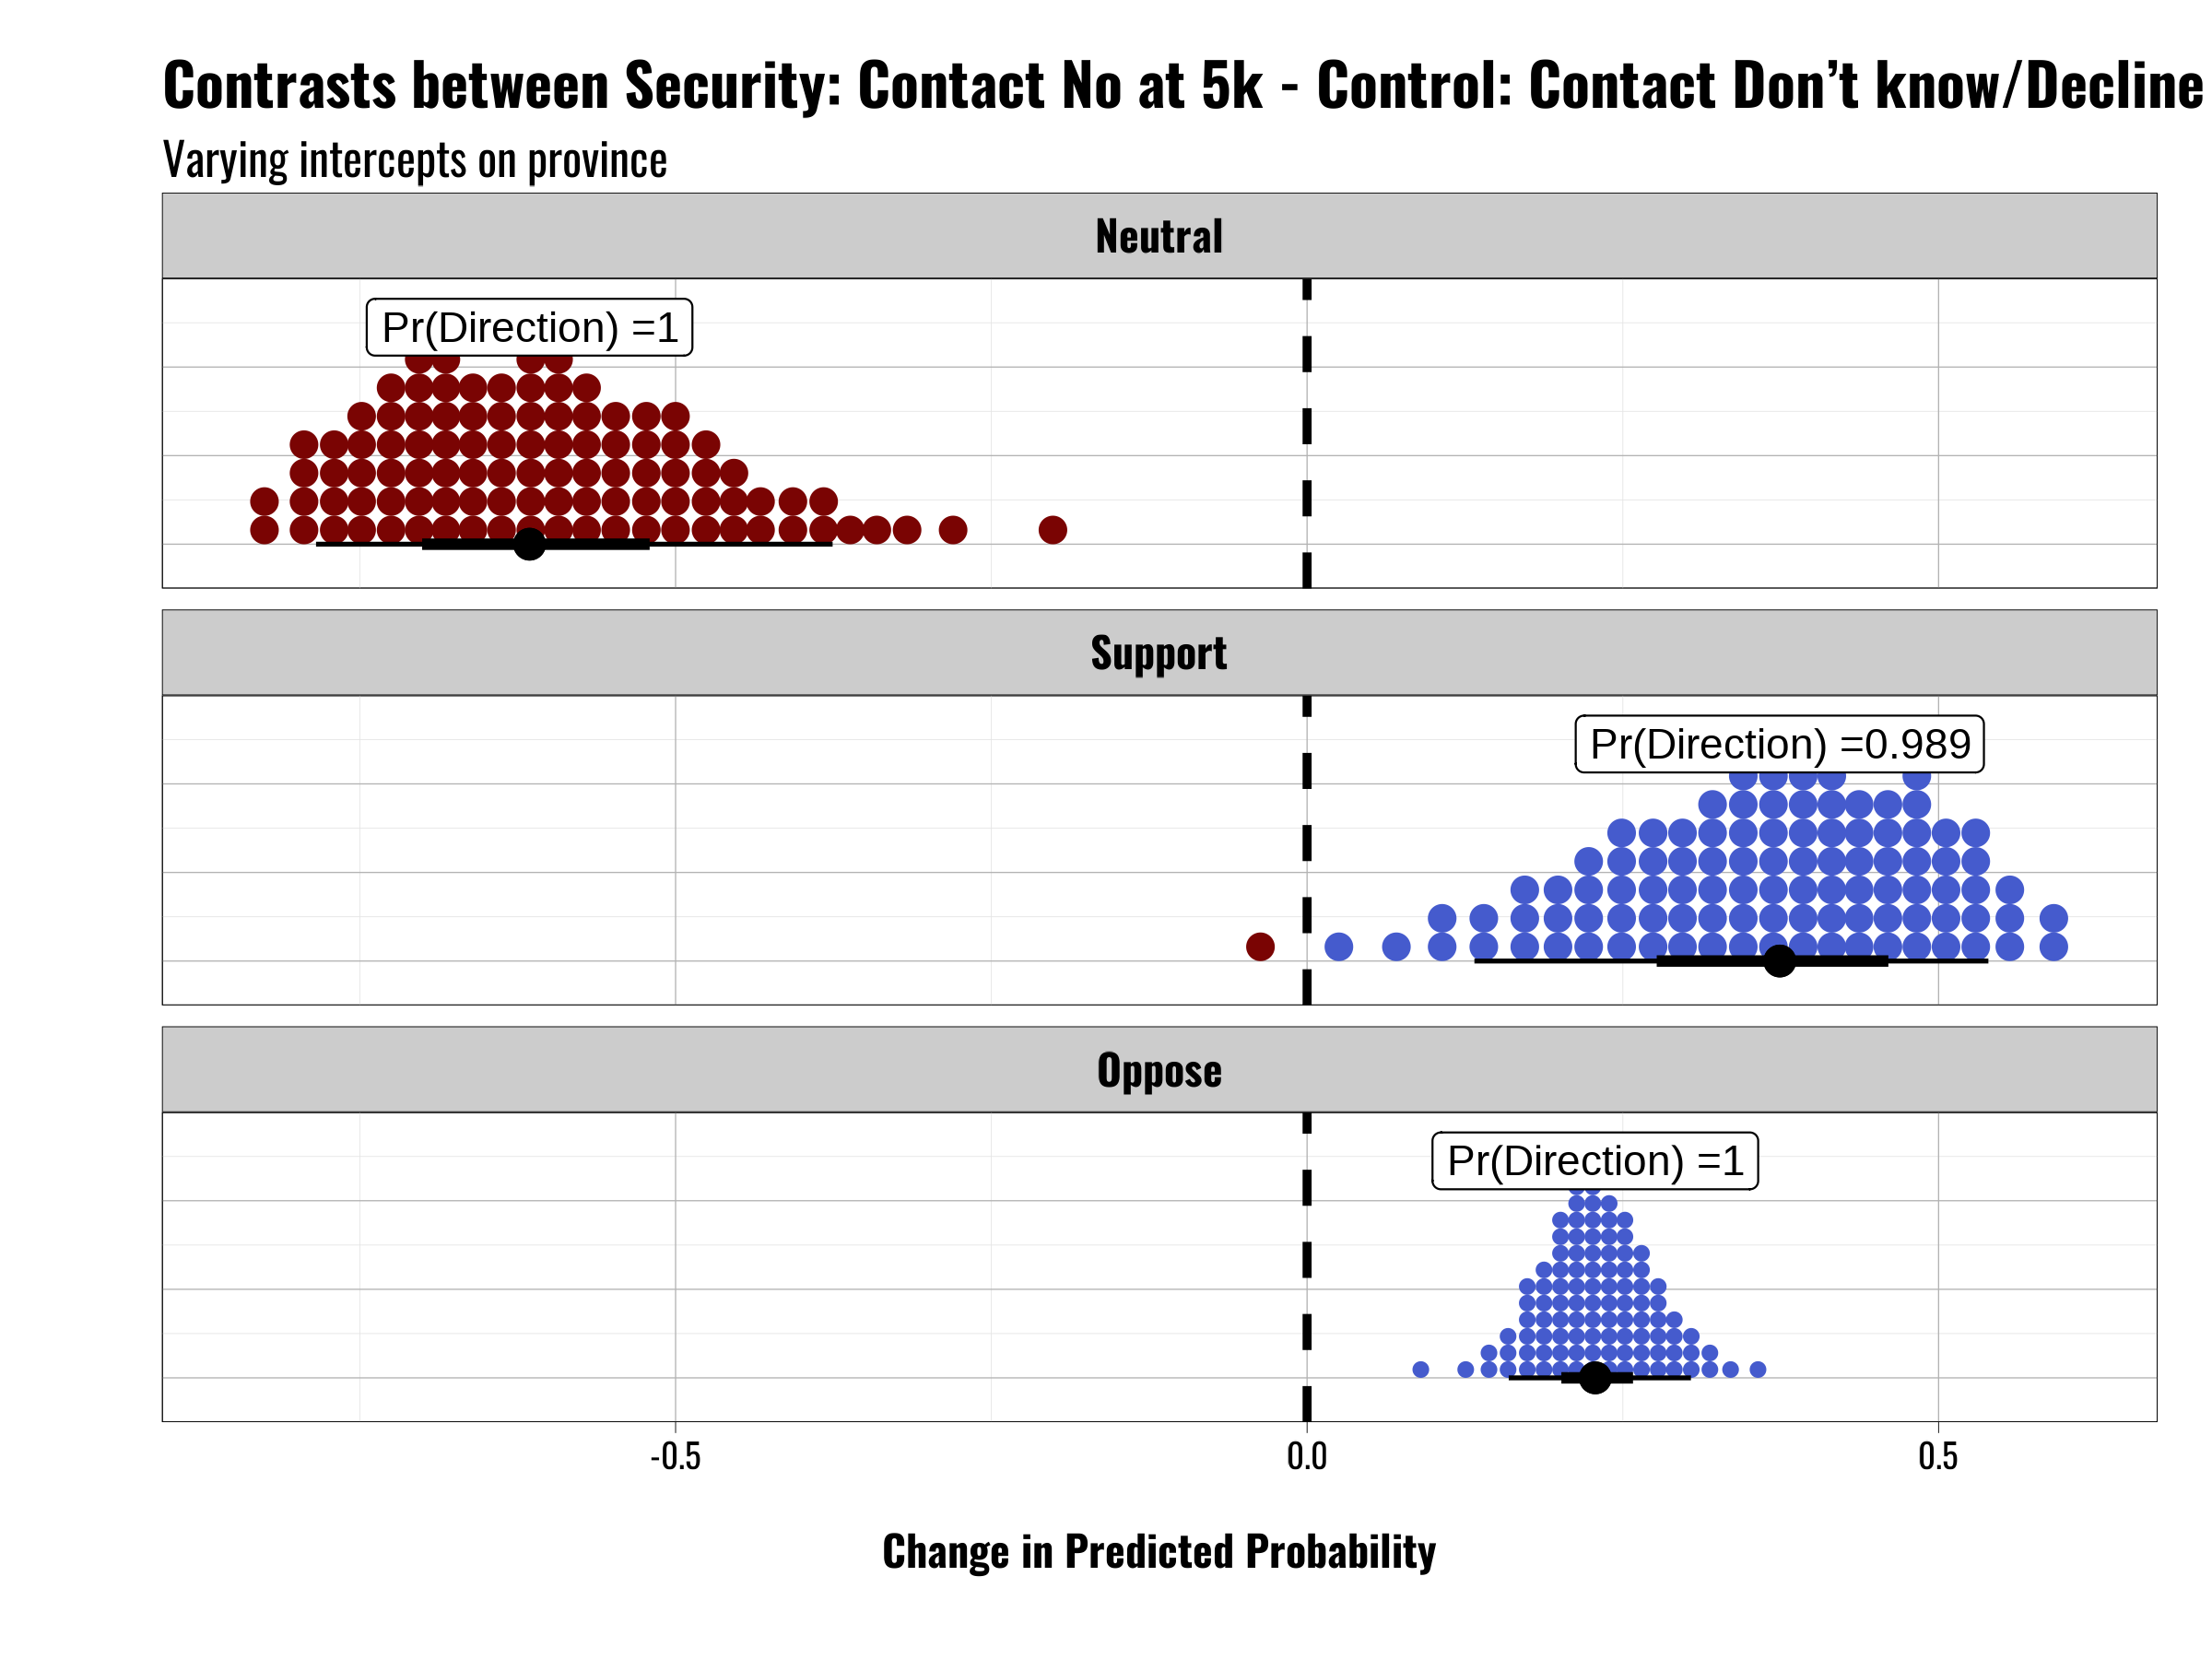 Contrasts between Security: Contact No at 5k - Control: Contact Don’t know/Decline
Varying intercepts on province
Neutral
Pr(Direction) =1
Support
Pr(Direction) =0.989
Oppose
Pr(Direction) =1
-0.5 0.0 0.5
Change in Predicted Probability